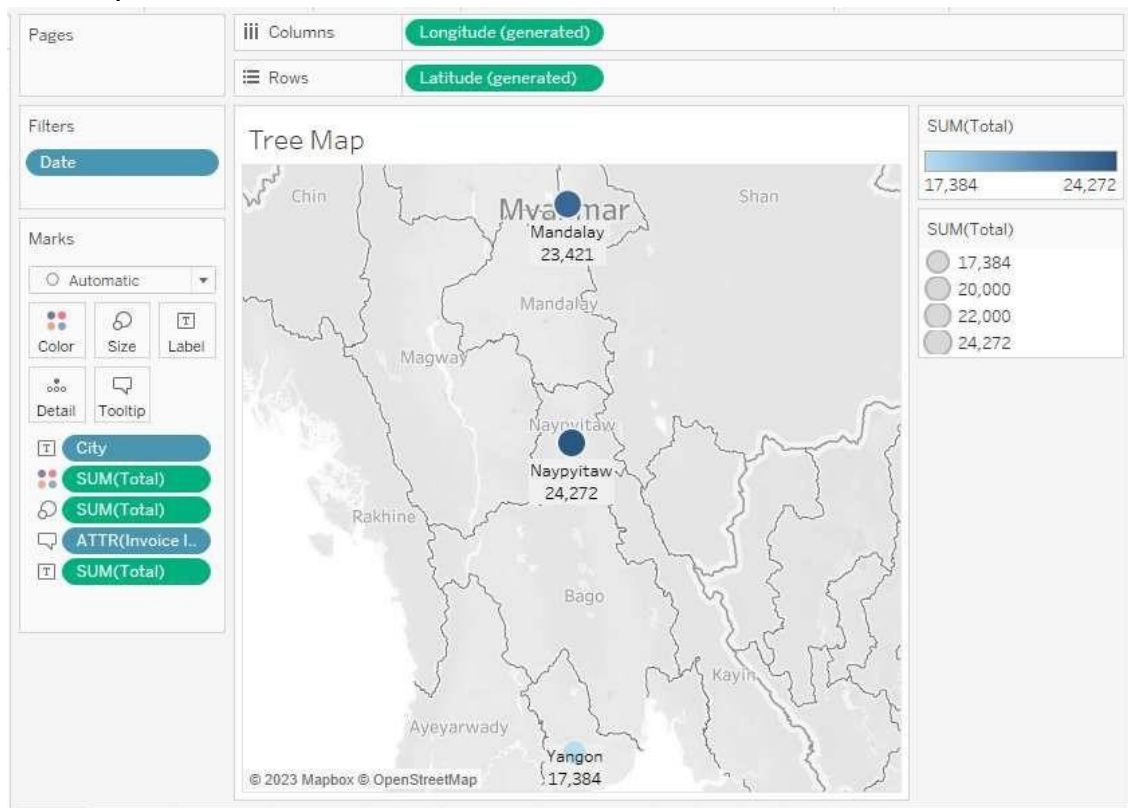 Pages
Columns
Longitude (generated)
Rows
Latitude (generated)
Filters
Date
Marks
Automatic
Color
Size
T
Label
Detail
Tooltip
T
City
SUM(Total)
SUM(Total)
ATTR(Invoice I..
T
SUM(Total)
Tree Map
Chin
Shan
Mandalay
23,421
Mandalay
Magway
Naypyitaw
Naypyitaw
24,272
Rakhine
Bago
Kayin
Ayeyarwady
Yangon
17,384
© 2023 Mapbox © OpenStreetMap
SUM(Total)
17,384 24,272
SUM(Total)
17,384
20,000
22,000
24,272